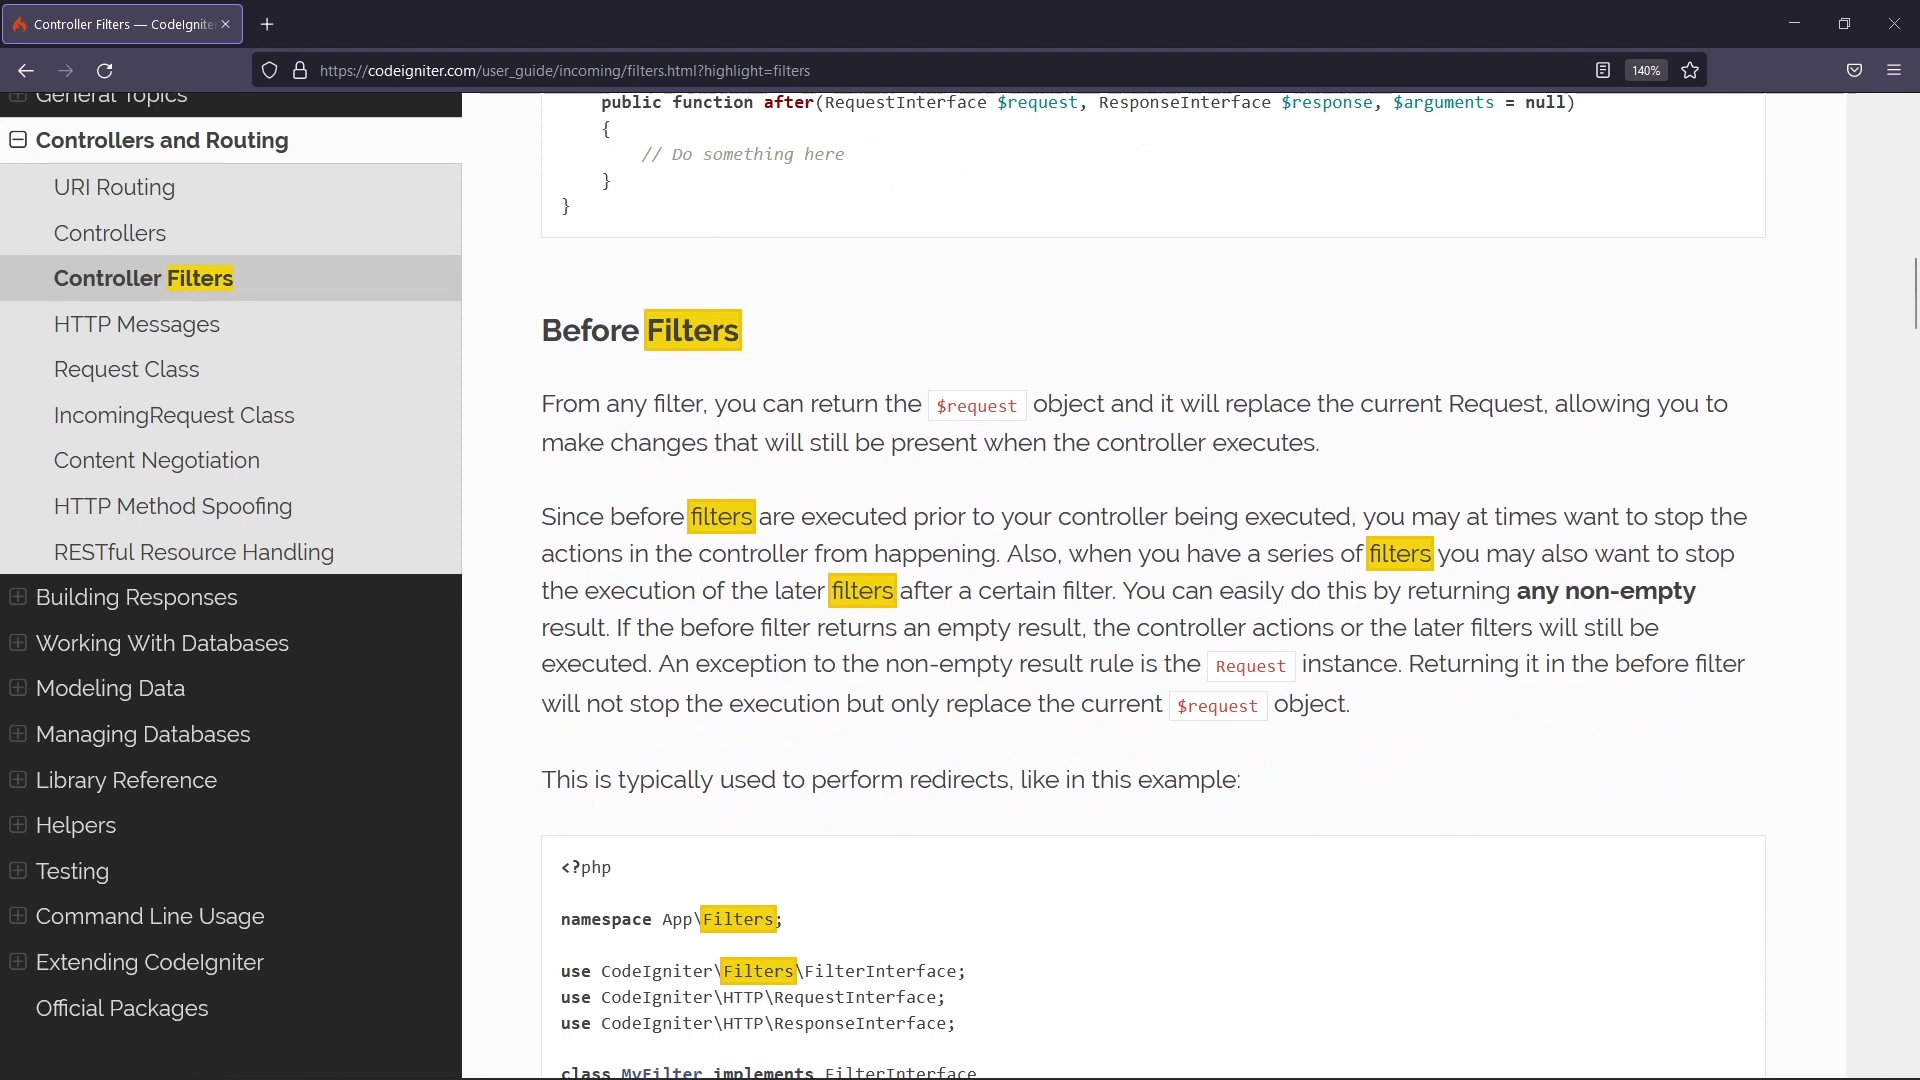 Controller Filters — CodeIgnite
https://codeigniter.com/user_guide/incoming/filters.html?highlight=filters
140%
General Topics
Controllers and Routing
URI Routing
Controllers
Controller Filters
HTTP Messages
Request Class
IncomingRequest Class
Content Negotiation
HTTP Method Spoofing
RESTful Resource Handling
Building Responses
Working With Databases
Modeling Data
Managing Databases
Library Reference
Helpers
Testing
Command Line Usage
Extending CodeIgniter
Official Packages
public function after(RequestInterface $request, ResponseInterface $response, $arguments = null)
{
// Do something here
}
}
Before Filters
From any filter, you can return the $request object and it will replace the current Request, allowing you to
make changes that will still be present when the controller executes.
Since before filters are executed prior to your controller being executed, you may at times want to stop the
actions in the controller from happening. Also, when you have a series of filters you may also want to stop
the execution of the later filters after a certain filter. You can easily do this by returning any non-empty
result. If the before filter returns an empty result, the controller actions or the later filters will still be
executed. An exception to the non-empty result rule is the Request instance. Returning it in the before filter
will not stop the execution but only replace the current $request object.
This is typically used to perform redirects, like in this example:
<?php
namespace App\Filters;
use CodeIgniter\Filters\FilterInterface;
use CodeIgniter\HTTP\RequestInterface;
use CodeIgniter\HTTP\ResponseInterface;
class MyFilter implements FilterInterface